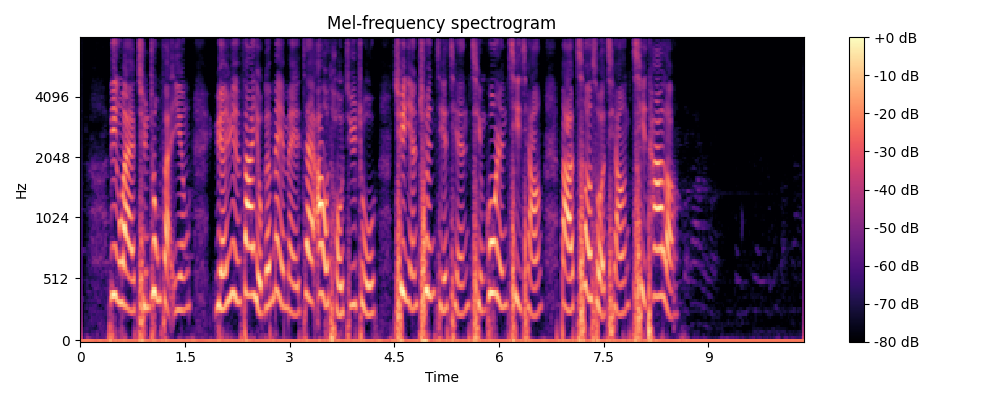 Mel-frequency spectrogram
Hz
4096
2048
1024
512
0
0 1.5 3 4.5 6 7.5 9
Time
+0 dB
-10 dB
-20 dB
-30 dB
-40 dB
-50 dB
-60 dB
-70 dB
-80 dB